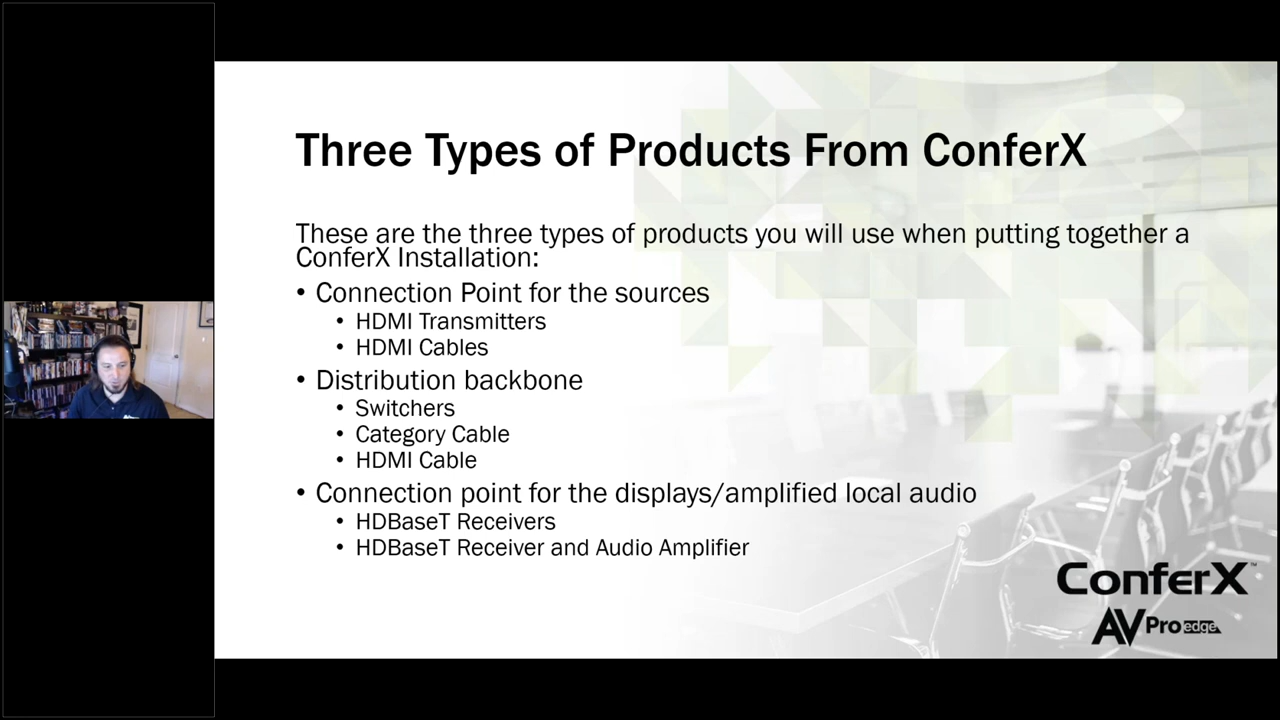 Three Types of Products From ConferX
These are the three types of products you will use when putting together a
ConferX Installation:
• Connection Point for the sources
• HDMI Transmitters
• HDMI Cables
• Distribution backbone
• Switchers
• Category Cable
• HDMI Cable
• Connection point for the displays/amplified local audio
• HDBaseT Receivers
• HDBaseT Receiver and Audio Amplifier
ConferX™
AVPro edge